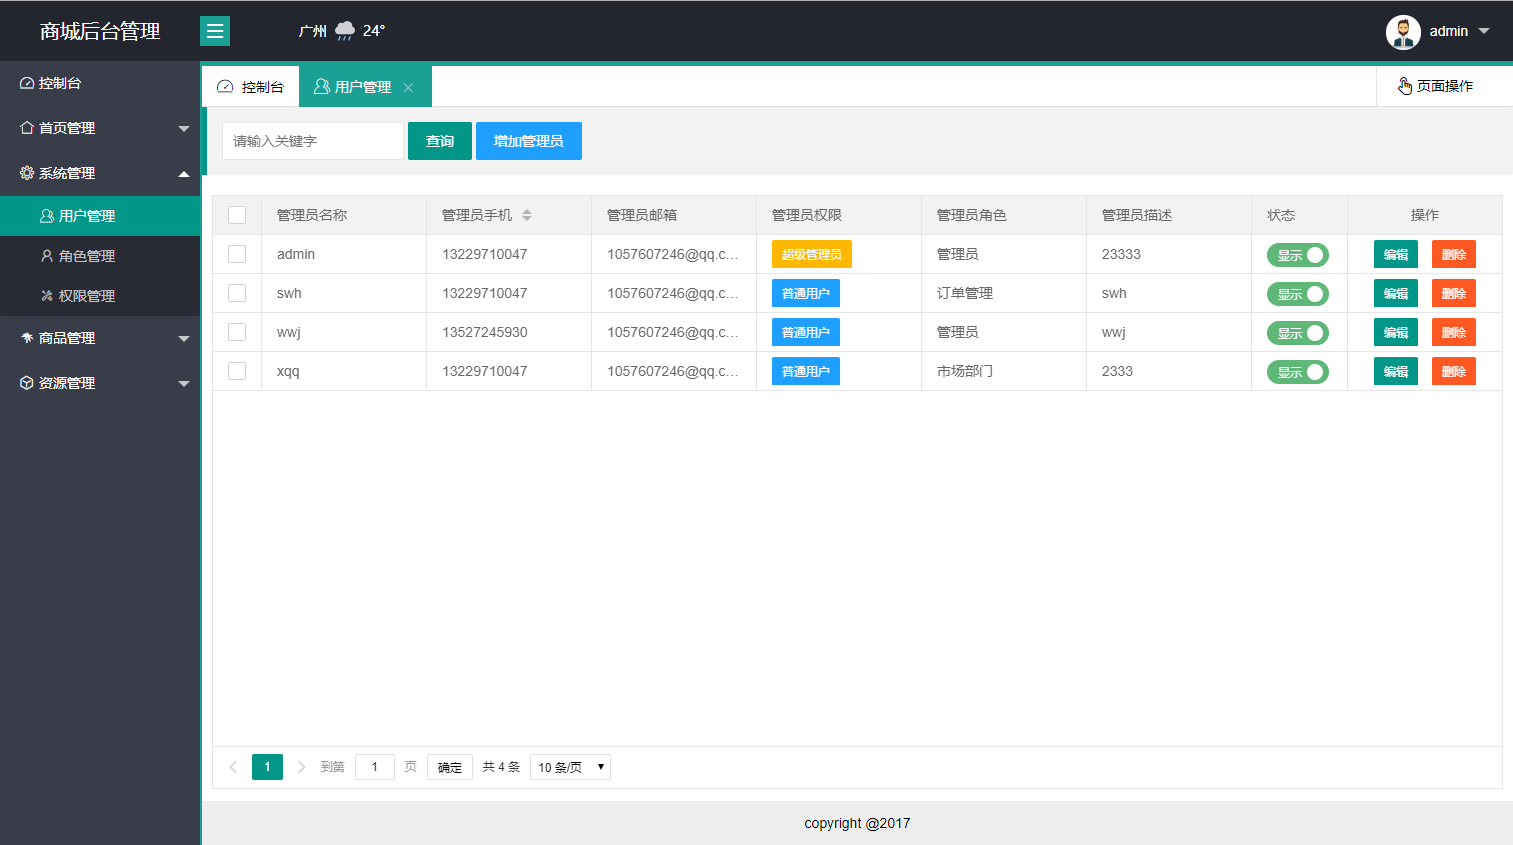 商城后台管理
广州 24°
admin
控制台
首页管理
系统管理
用户管理
角色管理
权限管理
商品管理
资源管理
控制台 用户管理
页面操作
请输入关键字 查询 增加管理员
管理员名称 管理员手机 管理员邮箱 管理员权限 管理员角色 管理员描述 状态 操作
admin 13229710047 1057607246@qq.c... 超级管理员 管理员 23333 显示 编辑 删除
swh 13229710047 1057607246@qq.c... 普通用户 订单管理 swh 显示 编辑 删除
wwj 13527245930 1057607246@qq.c... 普通用户 管理员 wwj 显示 编辑 删除
xqq 13229710047 1057607246@qq.c... 普通用户 市场部门 2333 显示 编辑 删除
1 到第 1 页 确定 共 4 条 10 条/页
copyright @2017